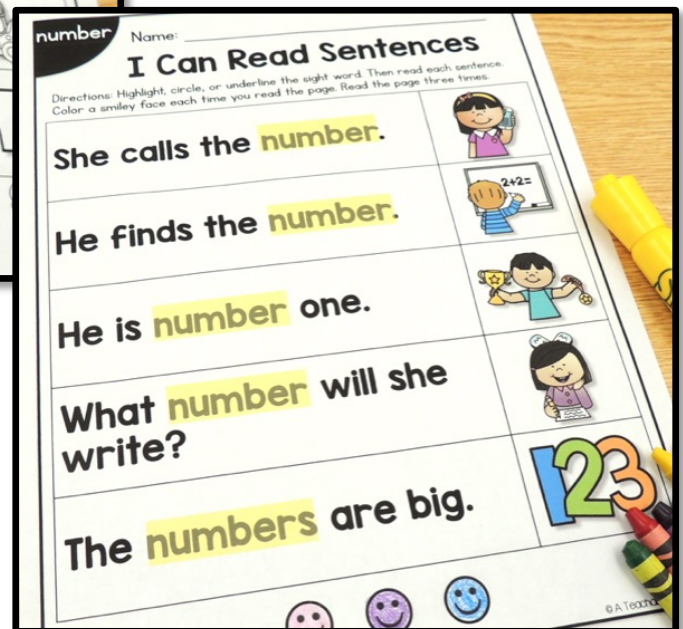 number
Name:
I Can Read Sentences
Directions: Highlight, circle, or underline the sight word. Then read each sentence.
Color a smiley face each time you read the page. Read the page three times.
She calls the number.
He finds the number.
2+2=
He is number one.
What number will she
write?
The numbers are big.
123
© A Teach